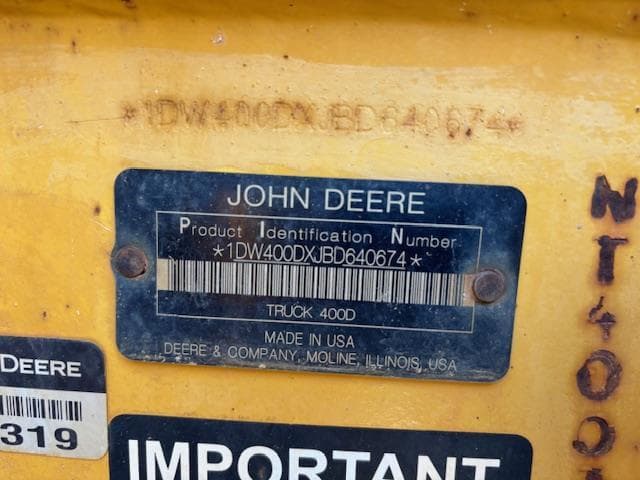 *1DW400DXJBD640674*
JOHN DEERE
Product Identification Number
*1DW400DXJBD640674*
TRUCK 400D
MADE IN USA
DEERE & COMPANY, MOLINE, ILLINOIS, USA
DEERE
319
IMPORTANT
NT400